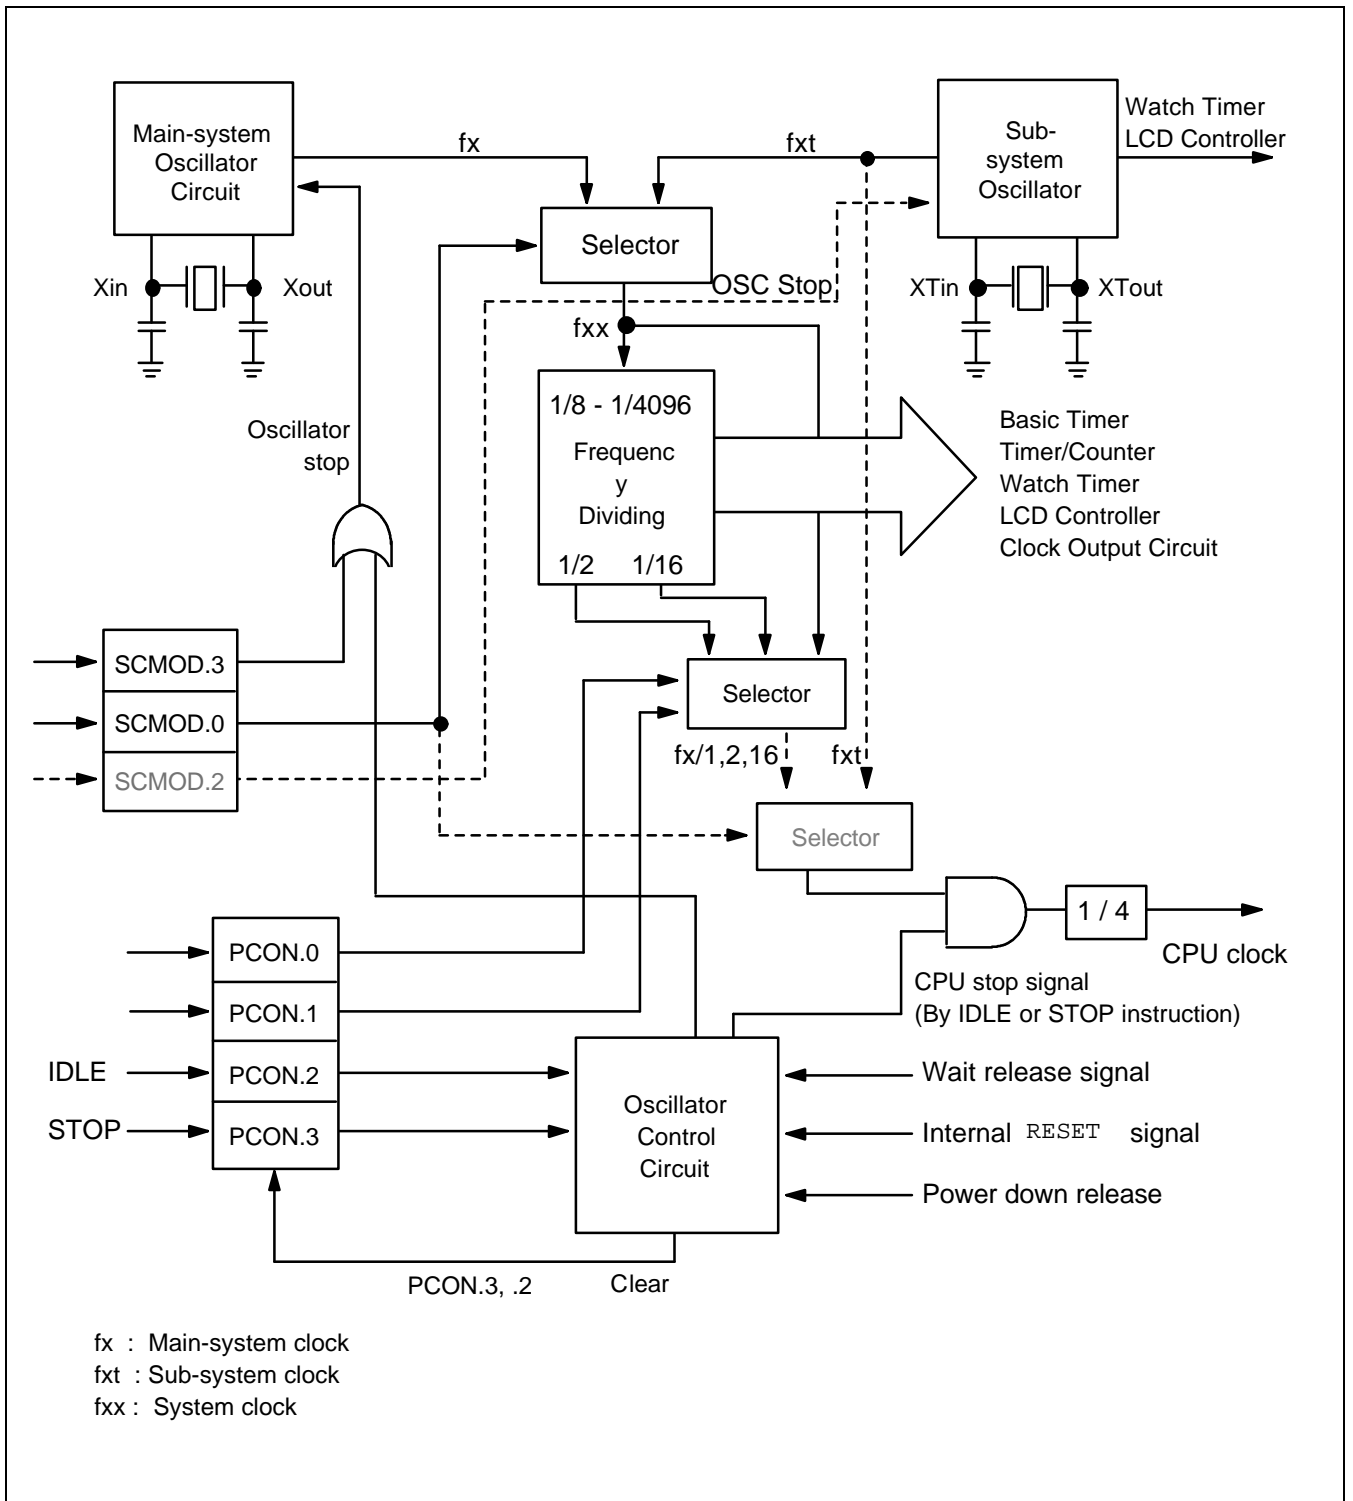 Main-system
Oscillator
Circuit
fx
fxt
Sub-
system
Oscillator
Watch Timer
LCD Controller
Selector
Xin
Xout
OSC Stop
XTin
XTout
fxx
1/8 - 1/4096
Frequenc
y
Dividing
1/2
1/16
Basic Timer
Timer/Counter
Watch Timer
LCD Controller
Clock Output Circuit
Oscillator
stop
SCMOD.3
SCMOD.0
SCMOD.2
Selector
fx/1,2,16
fxt
Selector
1 / 4
CPU clock
PCON.0
PCON.1
PCON.2
PCON.3
IDLE
STOP
CPU stop signal
(By IDLE or STOP instruction)
Oscillator
Control
Circuit
Wait release signal
Internal RESET signal
Power down release
PCON.3, .2
Clear
fx : Main-system clock
fxt : Sub-system clock
fxx : System clock